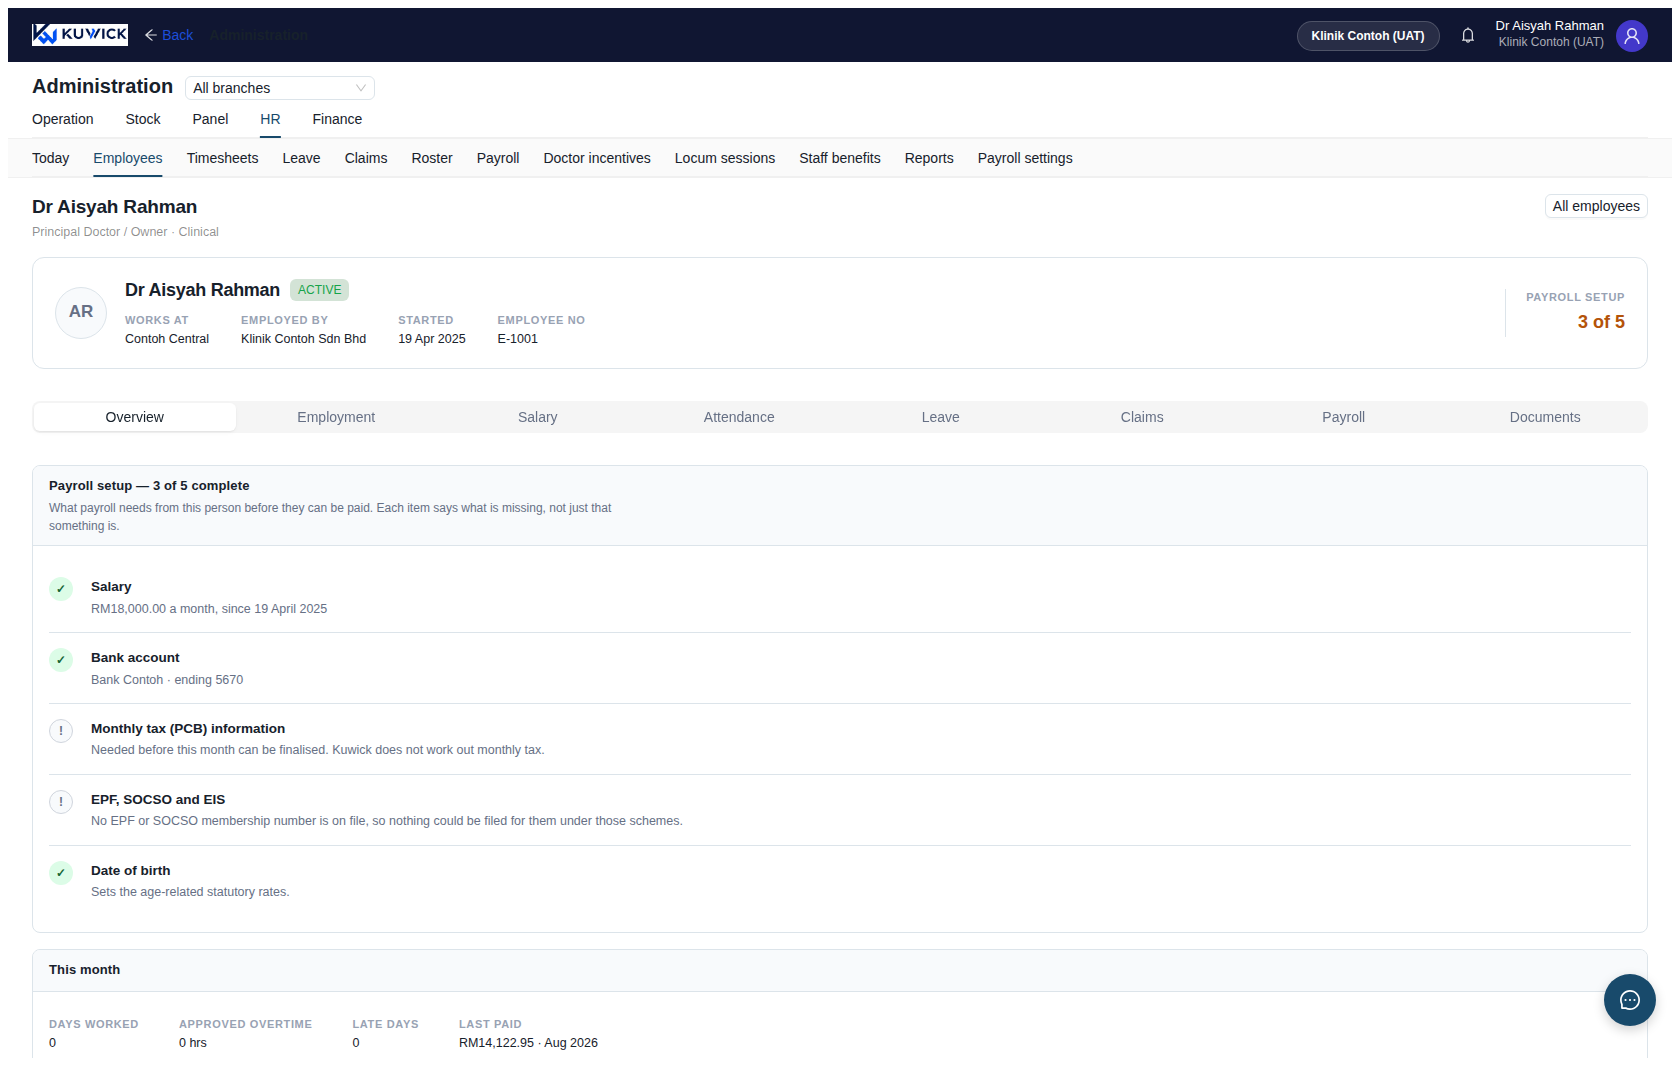 KUWICK
Back
Administration
Klinik Contoh (UAT)
Dr Aisyah Rahman
Klinik Contoh (UAT)
Administration
All branches
Operation
Stock
Panel
HR
Finance
Today
Employees
Timesheets
Leave
Claims
Roster
Payroll
Doctor incentives
Locum sessions
Staff benefits
Reports
Payroll settings
Dr Aisyah Rahman
All employees
Principal Doctor / Owner · Clinical
AR
Dr Aisyah Rahman
ACTIVE
WORKS AT
Contoh Central
EMPLOYED BY
Klinik Contoh Sdn Bhd
STARTED
19 Apr 2025
EMPLOYEE NO
E-1001
PAYROLL SETUP
3 of 5
Overview
Employment
Salary
Attendance
Leave
Claims
Payroll
Documents
Payroll setup — 3 of 5 complete
What payroll needs from this person before they can be paid. Each item says what is missing, not just that
something is.
✓
Salary
RM18,000.00 a month, since 19 April 2025
✓
Bank account
Bank Contoh · ending 5670
!
Monthly tax (PCB) information
Needed before this month can be finalised. Kuwick does not work out monthly tax.
!
EPF, SOCSO and EIS
No EPF or SOCSO membership number is on file, so nothing could be filed for them under those schemes.
✓
Date of birth
Sets the age-related statutory rates.
This month
DAYS WORKED
0
APPROVED OVERTIME
0 hrs
LATE DAYS
0
LAST PAID
RM14,122.95 · Aug 2026